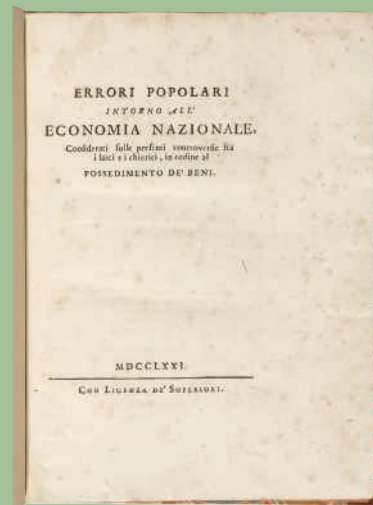 ERRORI POPOLARI
INTORNO ALL'
ECONOMIA NAZIONALE,
Considerati sulle presenti controversie fra
i laici e i chierici, in ordine al
POSSEDIMENTO DE' BENI.
MDCCLXXI.
CON LICENZA DE' SUPERIORI.